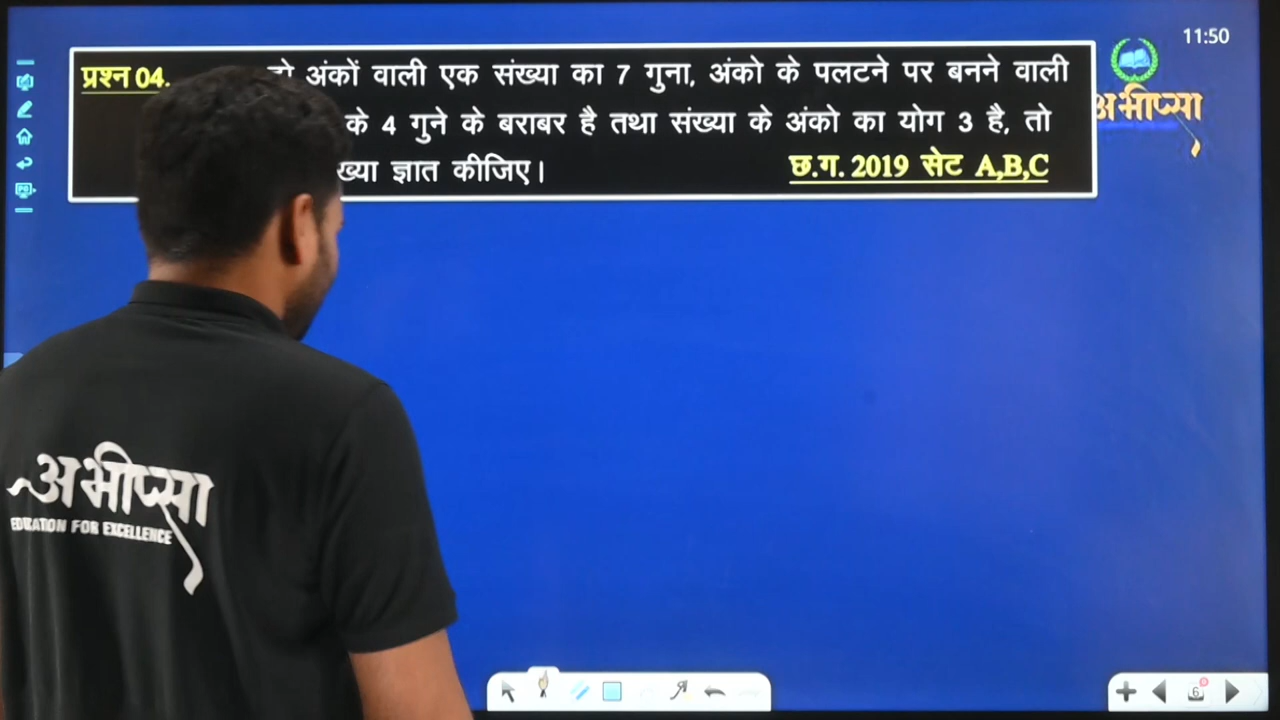 11:50
प्रश्न 04. अंकों वाली एक संख्या का 7 गुना, अंको के पलटने पर बनने वाली
के 4 गुने के बराबर है तथा संख्या के अंको का योग 3 है, तो
ज्ञात कीजिए।
छ.ग. 2019 सेट A,B,C
अभीप्सा
अभीप्सा
EDUCATION FOR EXCELLENCE
6